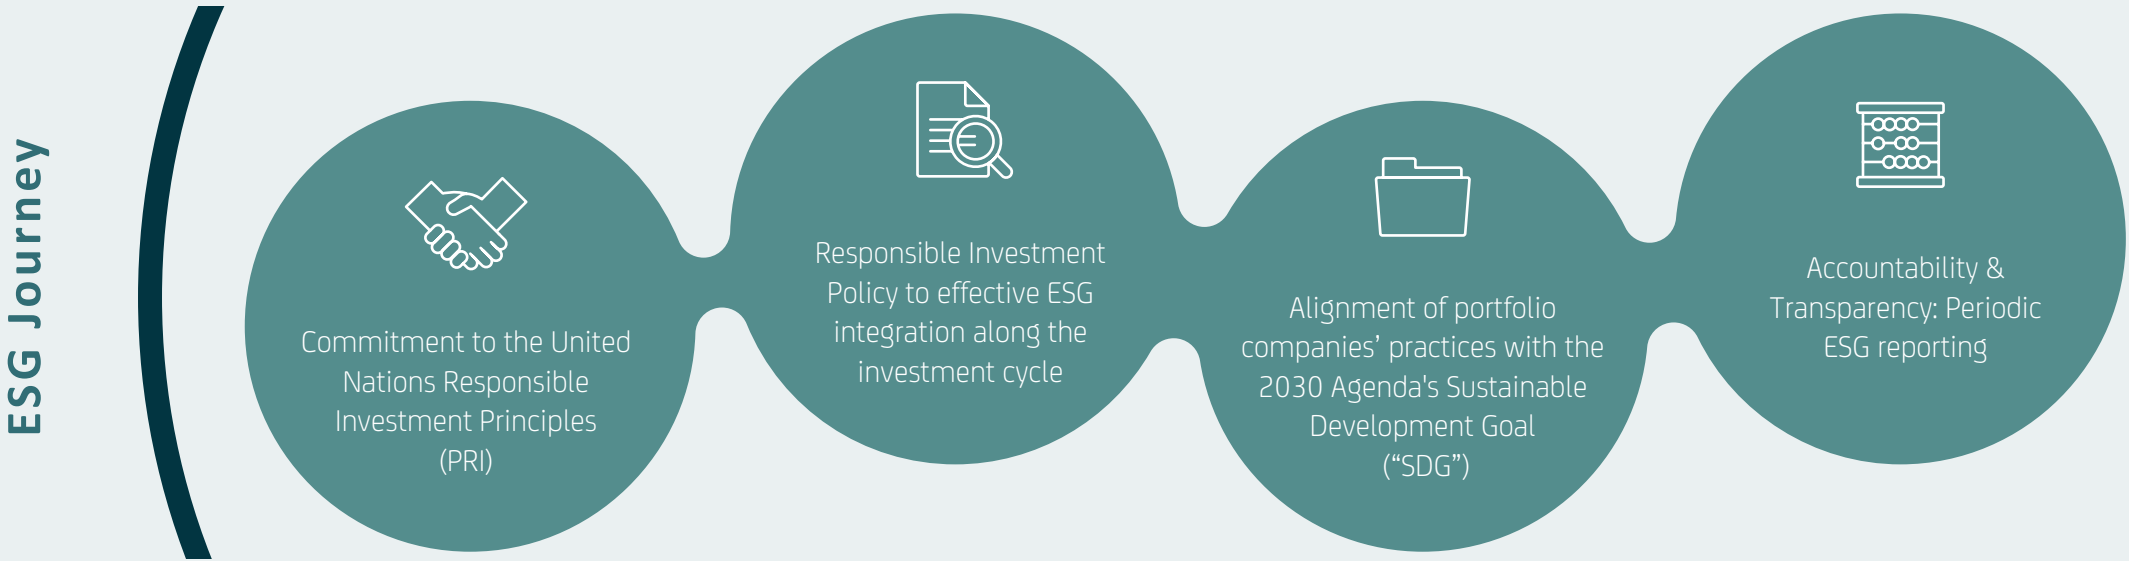 ESG Journey
Commitment to the United
Nations Responsible
Investment Principles
(PRI)
Responsible Investment
Policy to effective ESG
integration along the
investment cycle
Alignment of portfolio
companies’ practices with the
2030 Agenda's Sustainable
Development Goal
(“SDG”)
Accountability &
Transparency: Periodic
ESG reporting